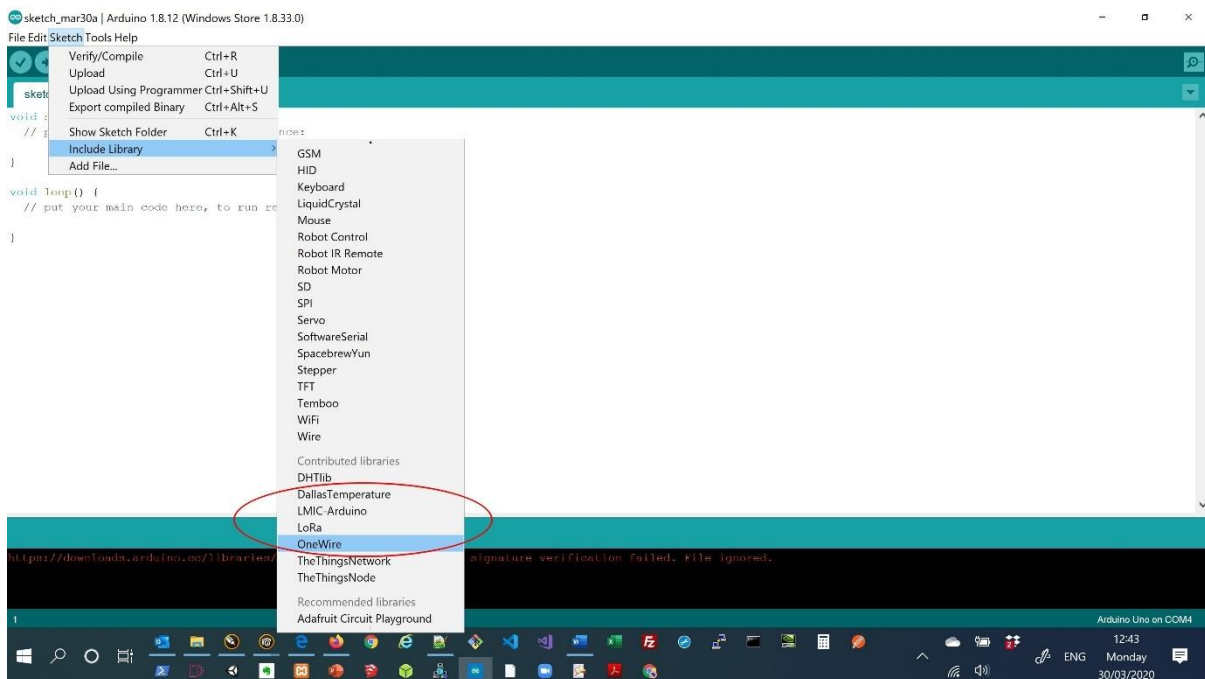 sketch_mar30a | Arduino 1.8.12 (Windows Store 1.8.33.0)
File Edit Sketch Tools Help
Verify/Compile Ctrl+R
Upload Ctrl+U
Upload Using Programmer Ctrl+Shift+U
Export compiled Binary Ctrl+Alt+S
Show Sketch Folder Ctrl+K
Include Library
Add File...
void
//
}
void loop() {
// put your main code here, to run re
}
GSM
HID
Keyboard
LiquidCrystal
Mouse
Robot Control
Robot IR Remote
Robot Motor
SD
SPI
Servo
SoftwareSerial
SpacebrewYun
Stepper
TFT
Temboo
WiFi
Wire
Contributed libraries
DHTlib
DallasTemperature
LMIC-Arduino
LoRa
OneWire
TheThingsNetwork
TheThingsNode
Recommended libraries
Adafruit Circuit Playground
https://downloads.arduino.cc/libraries/ signature verification failed. File ignored.
1 Arduino Uno on COM4
ENG
12:43
Monday
30/03/2020